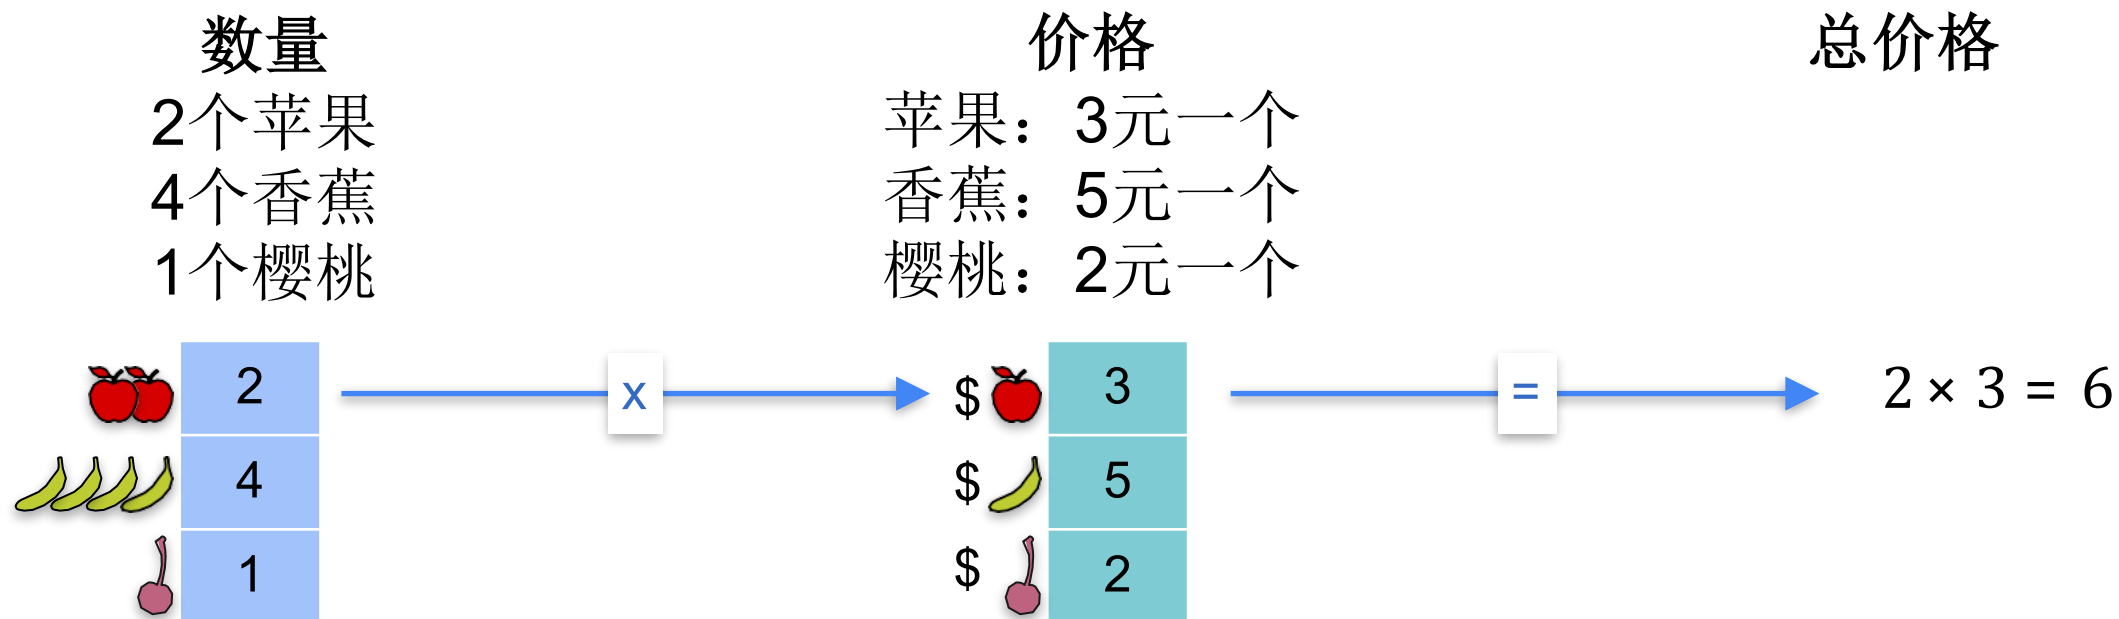 数量 价格 总价格
2个苹果 苹果：3元一个
4个香蕉 香蕉：5元一个
1个樱桃 樱桃：2元一个
2 x $ 3 = 2 × 3 = 6
4 $ 5
1 $ 2